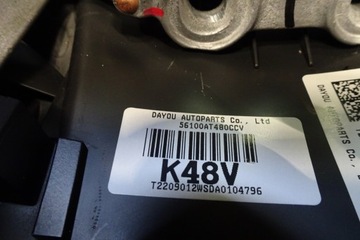 DAYOU AUTOPARTS Co., Ltd
56100AT480CCV
K48V
T2209012WSDA0104796